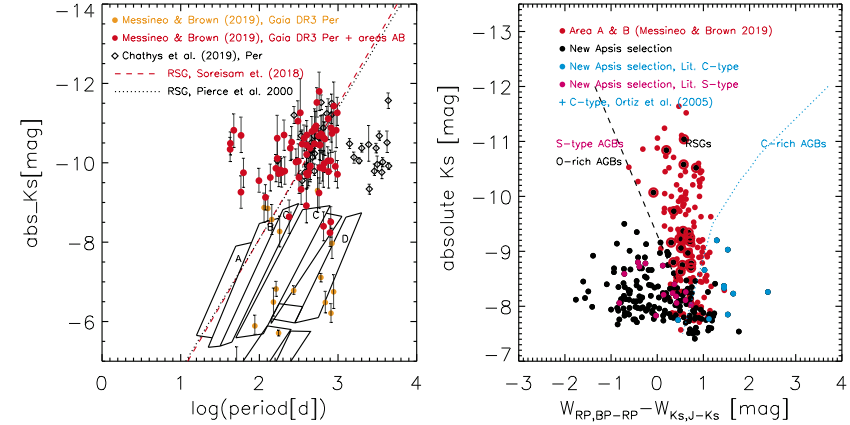 Messineo & Brown (2019), Gaia DR3 Per
Messineo & Brown (2019), Gaia DR3 Per + areas AB
Chathys et al. (2019), Per
RSG, Soreisam et. (2018)
RSG, Pierce et al. 2000
-14
-12
-10
-8
-6
abs_Ks[mag]
A
B
C
C'
D
0
1
2
3
4
log(period[d])
Area A & B (Messineo & Brown 2019)
New Apsis selection
New Apsis selection, Lit. C-type
New Apsis selection, Lit. S-type
+ C-type, Ortiz et al. (2005)
S-type AGBs
RSGs
C-rich AGBs
O-rich AGBs
-13
-12
-11
-10
-9
-8
-7
absolute Ks [mag]
-3
-2
-1
0
1
2
3
4
W_RP,BP-RP-W_Ks,J-Ks [mag]